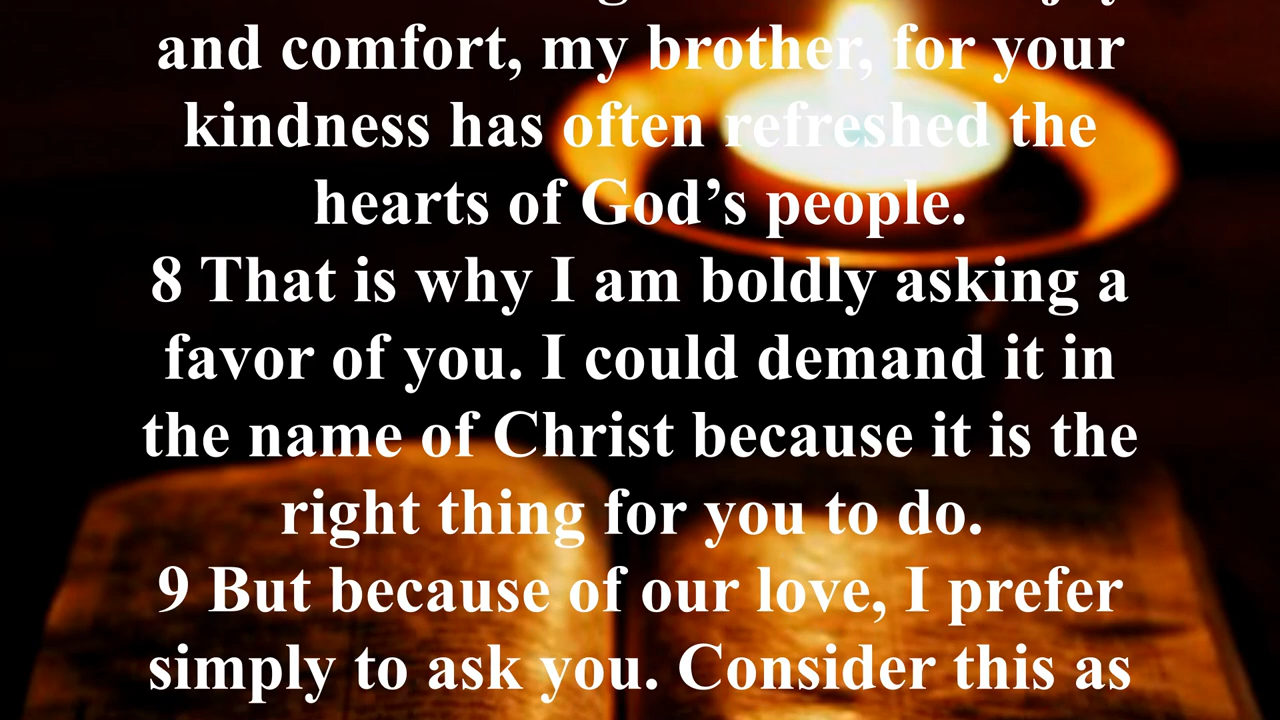 and comfort, my brother, for your
kindness has often refreshed the
hearts of God’s people.
8 That is why I am boldly asking a
favor of you. I could demand it in
the name of Christ because it is the
right thing for you to do.
9 But because of our love, I prefer
simply to ask you. Consider this as